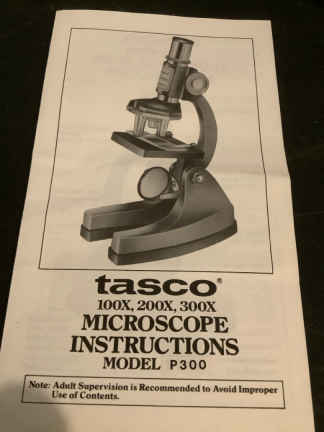 tasco®
100X, 200X, 300X
MICROSCOPE
INSTRUCTIONS
MODEL P300
Note: Adult Supervision is Recommended to Avoid Improper
Use of Contents.